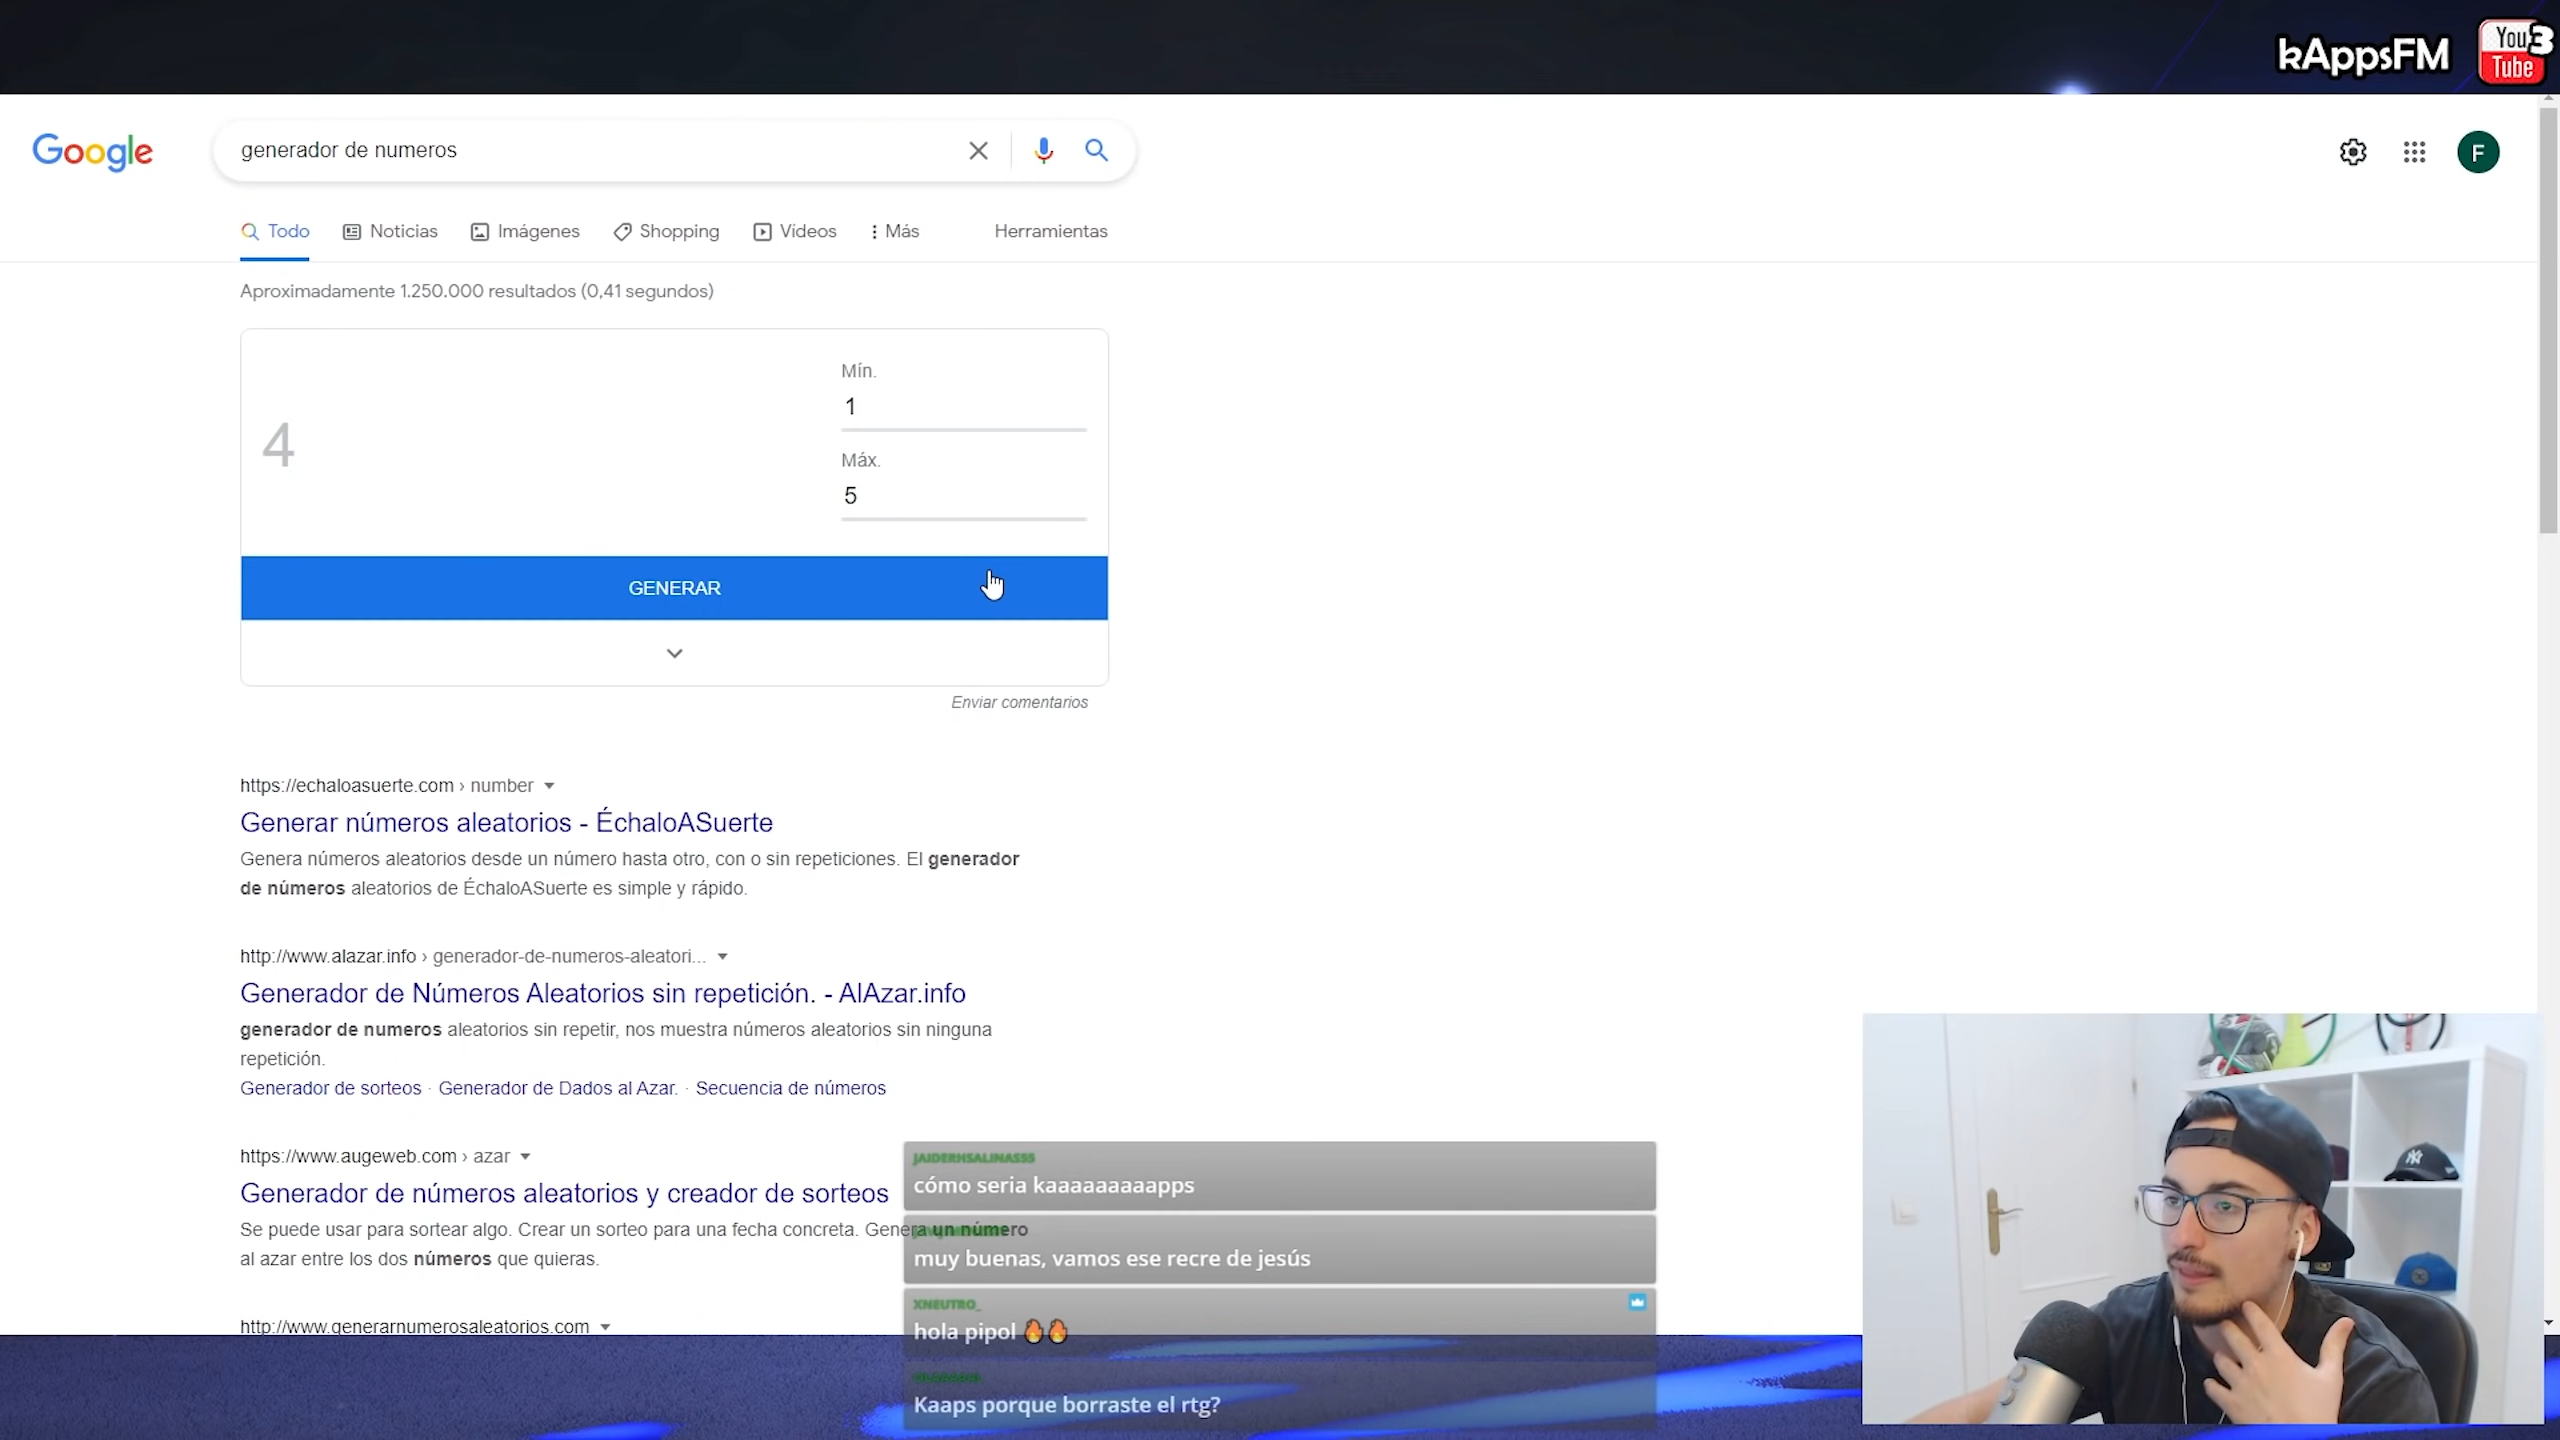 kAppsFM
You 3
Tube
Google
generador de numeros
F
Todo
Noticias
Imágenes
Shopping
Vídeos
Más
Herramientas
Aproximadamente 1.250.000 resultados (0,41 segundos)
4
Mín.
1
Máx.
5
GENERAR
Enviar comentarios
https://echaloasuerte.com › number
Generar números aleatorios - ÉchaloASuerte
Genera números aleatorios desde un número hasta otro, con o sin repeticiones. El generador
de números aleatorios de ÉchaloASuerte es simple y rápido.
http://www.alazar.info › generador-de-numeros-aleatori...
Generador de Números Aleatorios sin repetición. - AlAzar.info
generador de numeros aleatorios sin repetir, nos muestra números aleatorios sin ninguna
repetición.
Generador de sorteos · Generador de Dados al Azar. · Secuencia de números
https://www.augeweb.com › azar
Generador de números aleatorios y creador de sorteos
Se puede usar para sortear algo. Crear un sorteo para una fecha concreta. Genera un número
al azar entre los dos números que quieras.
http://www.generarnumerosaleatorios.com
JAIDERHSALINAS55
cómo seria kaaaaaaaaapps
muy buenas, vamos ese recre de jesús
XNEUTRO_
hola pipol 🔥🔥
Kaaps porque borraste el rtg?